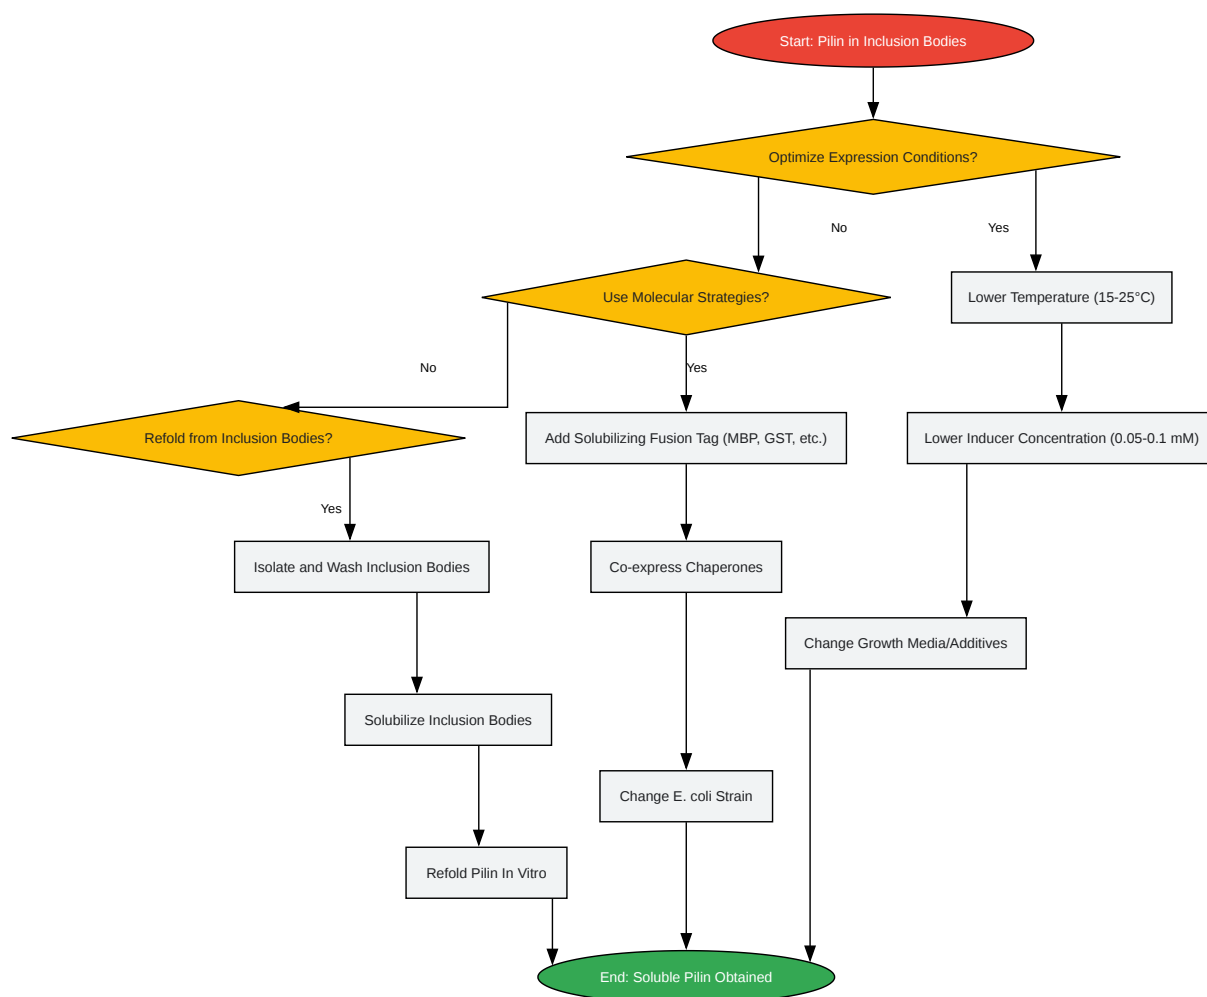 Start: Pilin in Inclusion Bodies
Optimize Expression Conditions?
No
Yes
Use Molecular Strategies?
Lower Temperature (15-25°C)
No
Yes
Refold from Inclusion Bodies?
Add Solubilizing Fusion Tag (MBP, GST, etc.)
Lower Inducer Concentration (0.05-0.1 mM)
Yes
Isolate and Wash Inclusion Bodies
Co-express Chaperones
Change Growth Media/Additives
Solubilize Inclusion Bodies
Change E. coli Strain
Refold Pilin In Vitro
End: Soluble Pilin Obtained